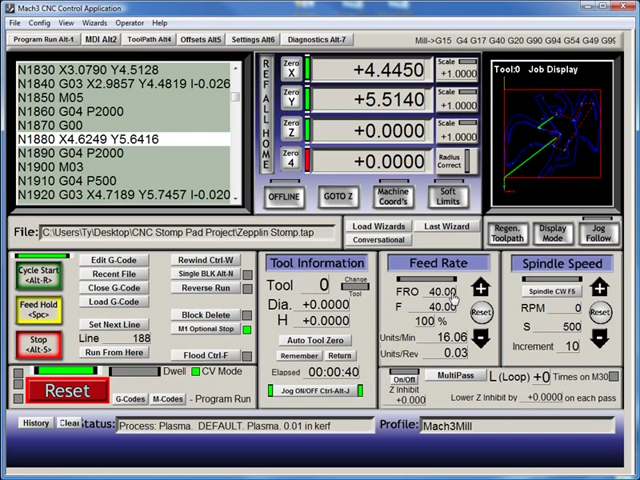 Mach3 CNC Control Application
File Config View Wizards Operator Help
Program Run Alt-1 MDI Alt2 ToolPath Alt4 Offsets Alt5 Settings Alt6 Diagnostics Alt-7 Mill->G15 G4 G17 G40 G20 G90 G94 G54 G49 G99
N1830 X3.0790 Y4.5128
N1840 G03 X2.9857 Y4.4819 I-0.026
N1850 M05
N1860 G04 P2000
N1870 G00
N1880 X4.6249 Y5.6416
N1890 G04 P2000
N1900 M03
N1910 G04 P500
N1920 G03 X4.7189 Y5.7457 I-0.020
REF ALL HOME
Zero X +4.4450 Scale +1.0000
Zero Y +5.5140 Scale +1.0000
Zero Z +0.0000 Scale +1.0000
Zero 4 +0.0000 Radius Correct
OFFLINE GOTO Z Machine Coord's Soft Limits
Tool:0 Job Display
File: C:\Users\Ty\Desktop\CNC Stomp Pad Project\Zepplin Stomp.tap
Load Wizards Last Wizard
Conversational
Regen. Toolpath Display Mode Jog Follow
Cycle Start <Alt-R>
Feed Hold <Spc>
Stop <Alt-S>
Edit G-Code Rewind Ctrl-W
Recent File Single BLK Alt-N
Close G-Code Reverse Run
Load G-Code
Set Next Line Block Delete
M1 Optional Stop
Line 188
Run From Here Flood Ctrl-F
Reset
Dwell CV Mode
G-Codes M-Codes - Program Run
Tool Information
Tool 0 Change Tool
Dia. +0.0000
H +0.0000
Auto Tool Zero
Remember Return
Elapsed 00:00:40
Jog ON/OFF Ctrl-Alt-J
Feed Rate
FRO 40.00
F 40.00
100 %
Reset
Units/Min 16.06
Units/Rev 0.03
Spindle Speed
Spindle CW F5
RPM 0
S 500
Reset
Increment 10
On/Off
Z Inhibit
+0.000
MultiPass L (Loop) +0 Times on M30
Lower Z Inhibit by +0.0000 on each pass
History Clear Status: Process: Plasma. DEFAULT. Plasma. 0.01 in kerf Profile: Mach3Mill